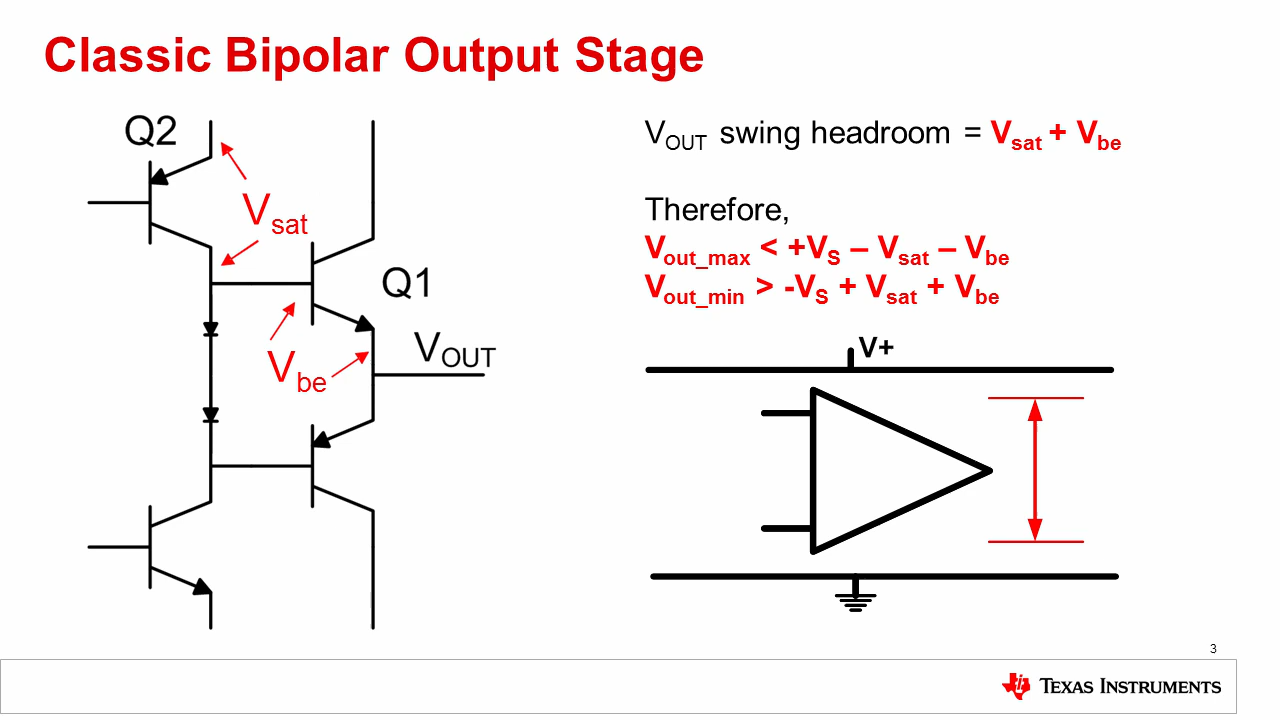 Classic Bipolar Output Stage
Q2
Vsat
Q1
Vbe
VOUT
VOUT swing headroom = Vsat + Vbe
Therefore,
Vout_max < +VS – Vsat – Vbe
Vout_min > -VS + Vsat + Vbe
V+
3
TEXAS INSTRUMENTS